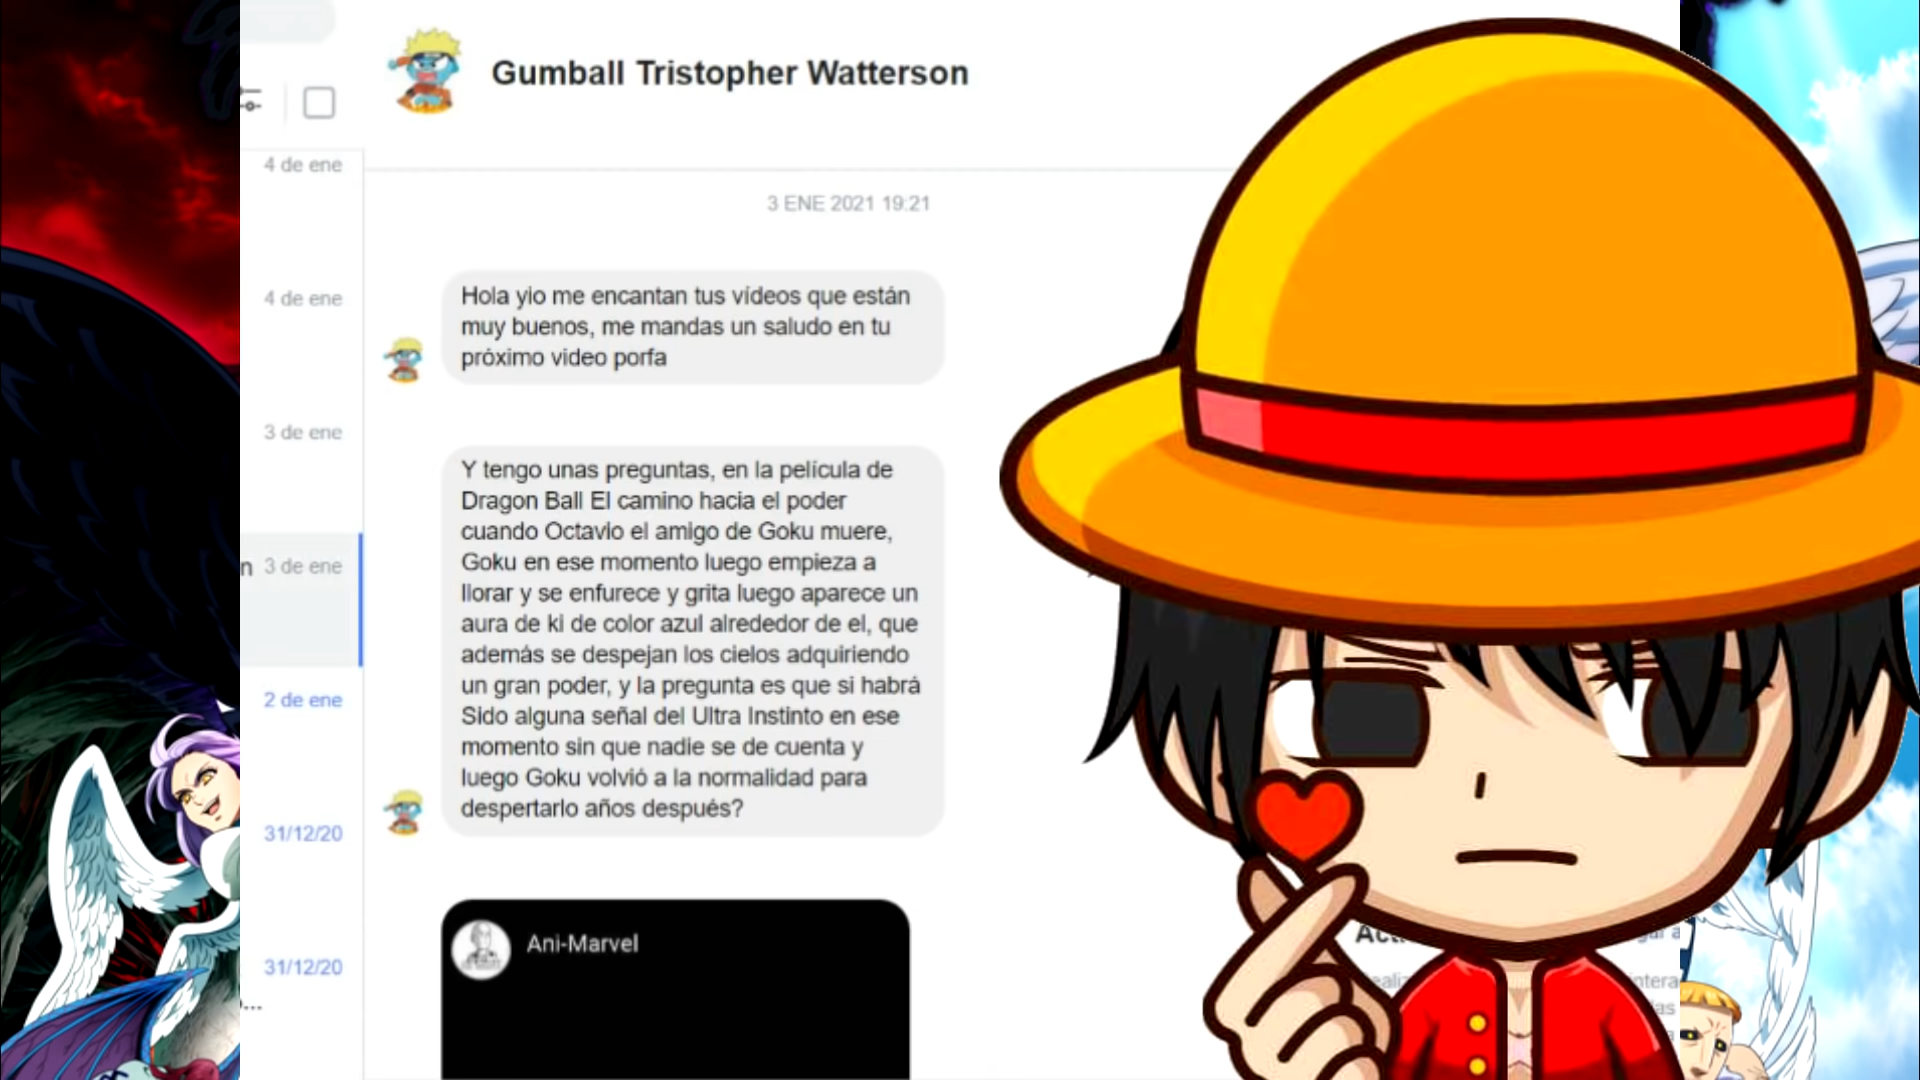 Gumball Tristopher Watterson
4 de ene
3 ENE 2021 19:21
4 de ene
Hola yio me encantan tus vídeos que están
muy buenos, me mandas un saludo en tu
próximo video porfa
3 de ene
Y tengo unas preguntas, en la película de
Dragon Ball El camino hacia el poder
cuando Octavio el amigo de Goku muere,
Goku en ese momento luego empieza a
n 3 de ene
llorar y se enfurece y grita luego aparece un
aura de ki de color azul alrededor de el, que
además se despejan los cielos adquiriendo
un gran poder, y la pregunta es que si habrá
2 de ene
Sido alguna señal del Ultra Instinto en ese
momento sin que nadie se de cuenta y
luego Goku volvió a la normalidad para
despertarlo años después?
31/12/20
Ani-Marvel
31/12/20